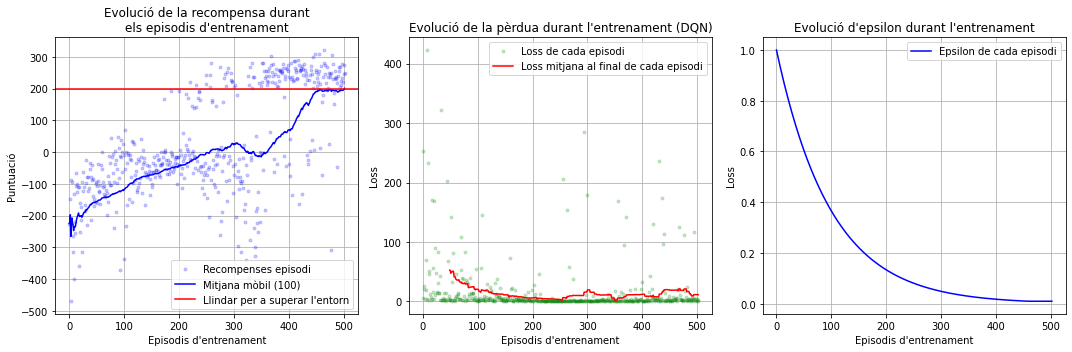 Evolució de la recompensa durant
els episodis d'entrenament
300
200
100
0
−100
−200
−300
−400
−500
Puntuació
Recompenses episodi
Mitjana mòbil (100)
Llindar per a superar l'entorn
0
100
200
300
400
500
Episodis d'entrenament
Evolució de la pèrdua durant l'entrenament (DQN)
Loss de cada episodi
Loss mitjana al final de cada episodi
400
300
200
100
0
Loss
0
100
200
300
400
500
Episodis d'entrenament
Evolució d'epsilon durant l'entrenament
Epsilon de cada episodi
1.0
0.8
0.6
0.4
0.2
0.0
Loss
0
100
200
300
400
500
Episodis d'entrenament